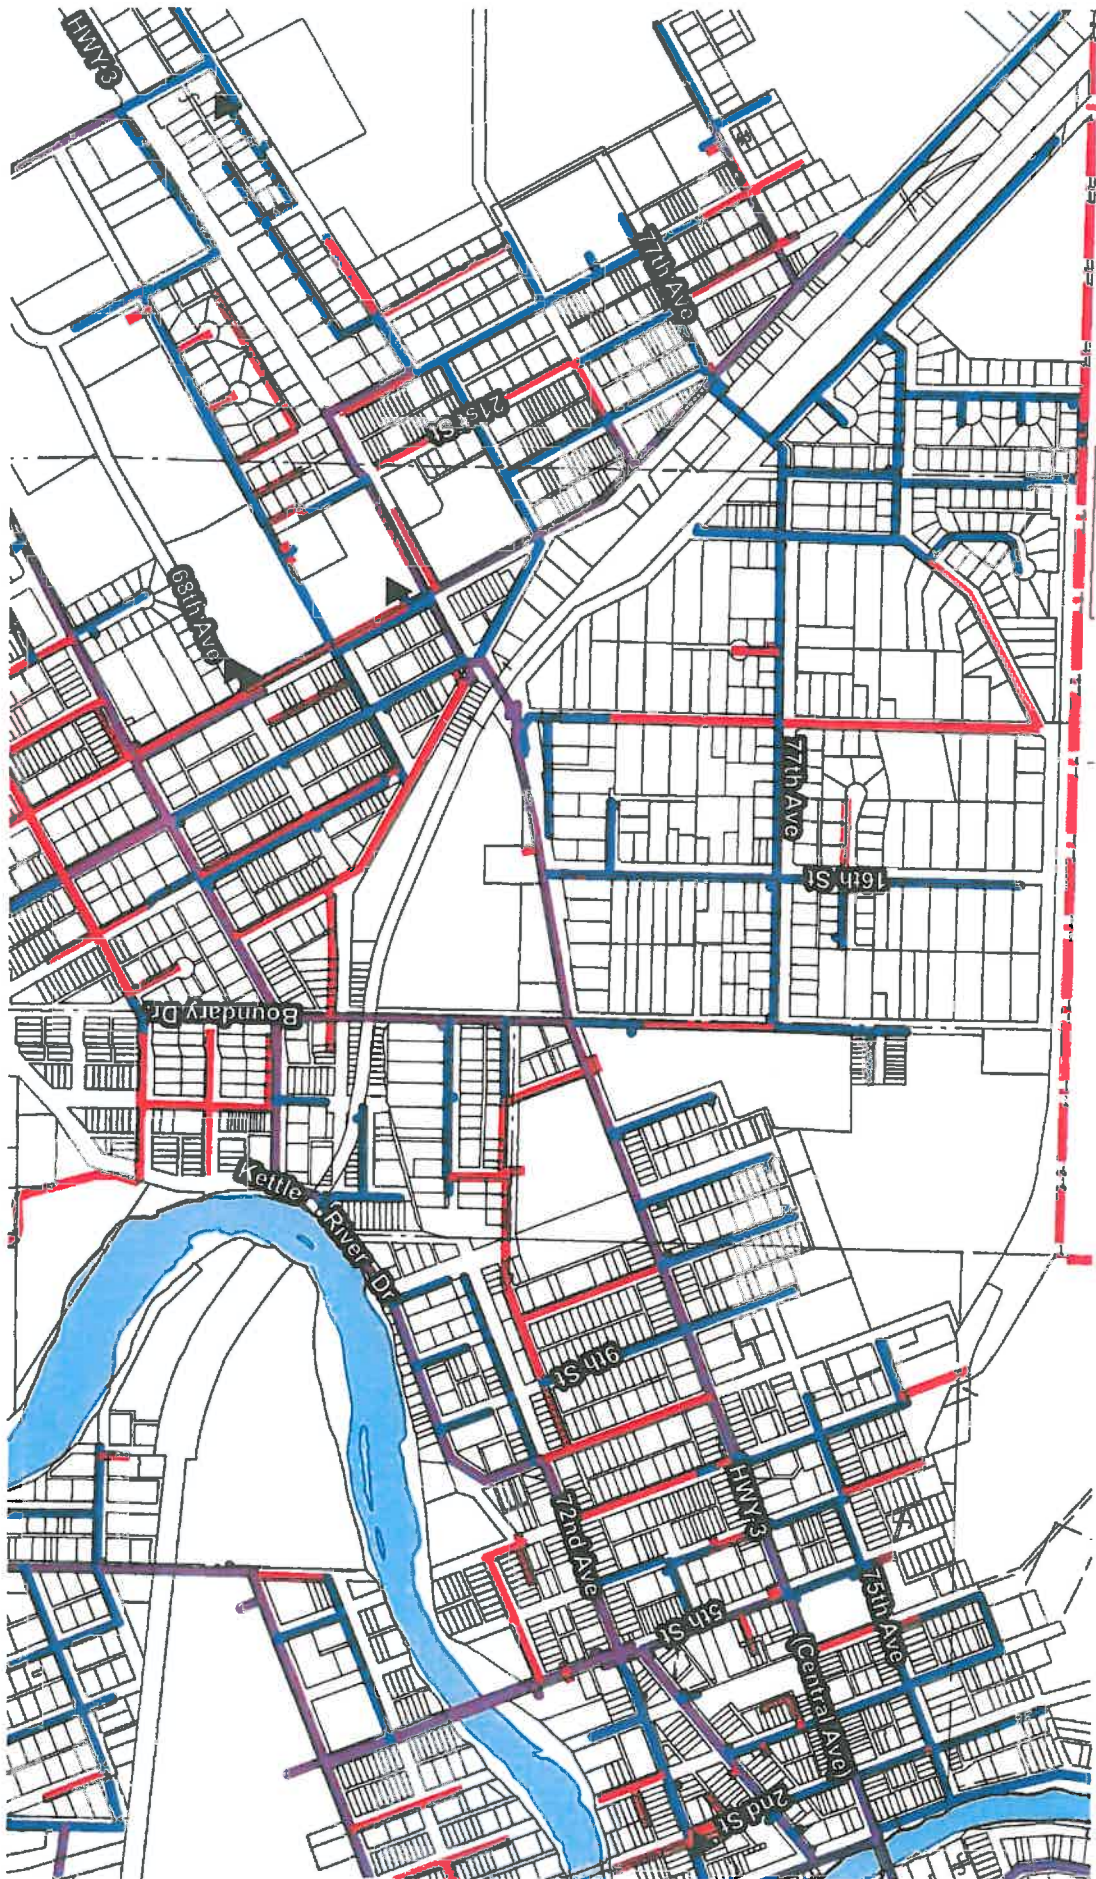 HWY 3
77th Ave
21st St
68th Ave
77th Ave
16th St
Boundary Dr.
Kettle River Dr
9th St
HWY 3
72nd Ave
75th Ave
5th St
(Central Ave)
2nd St